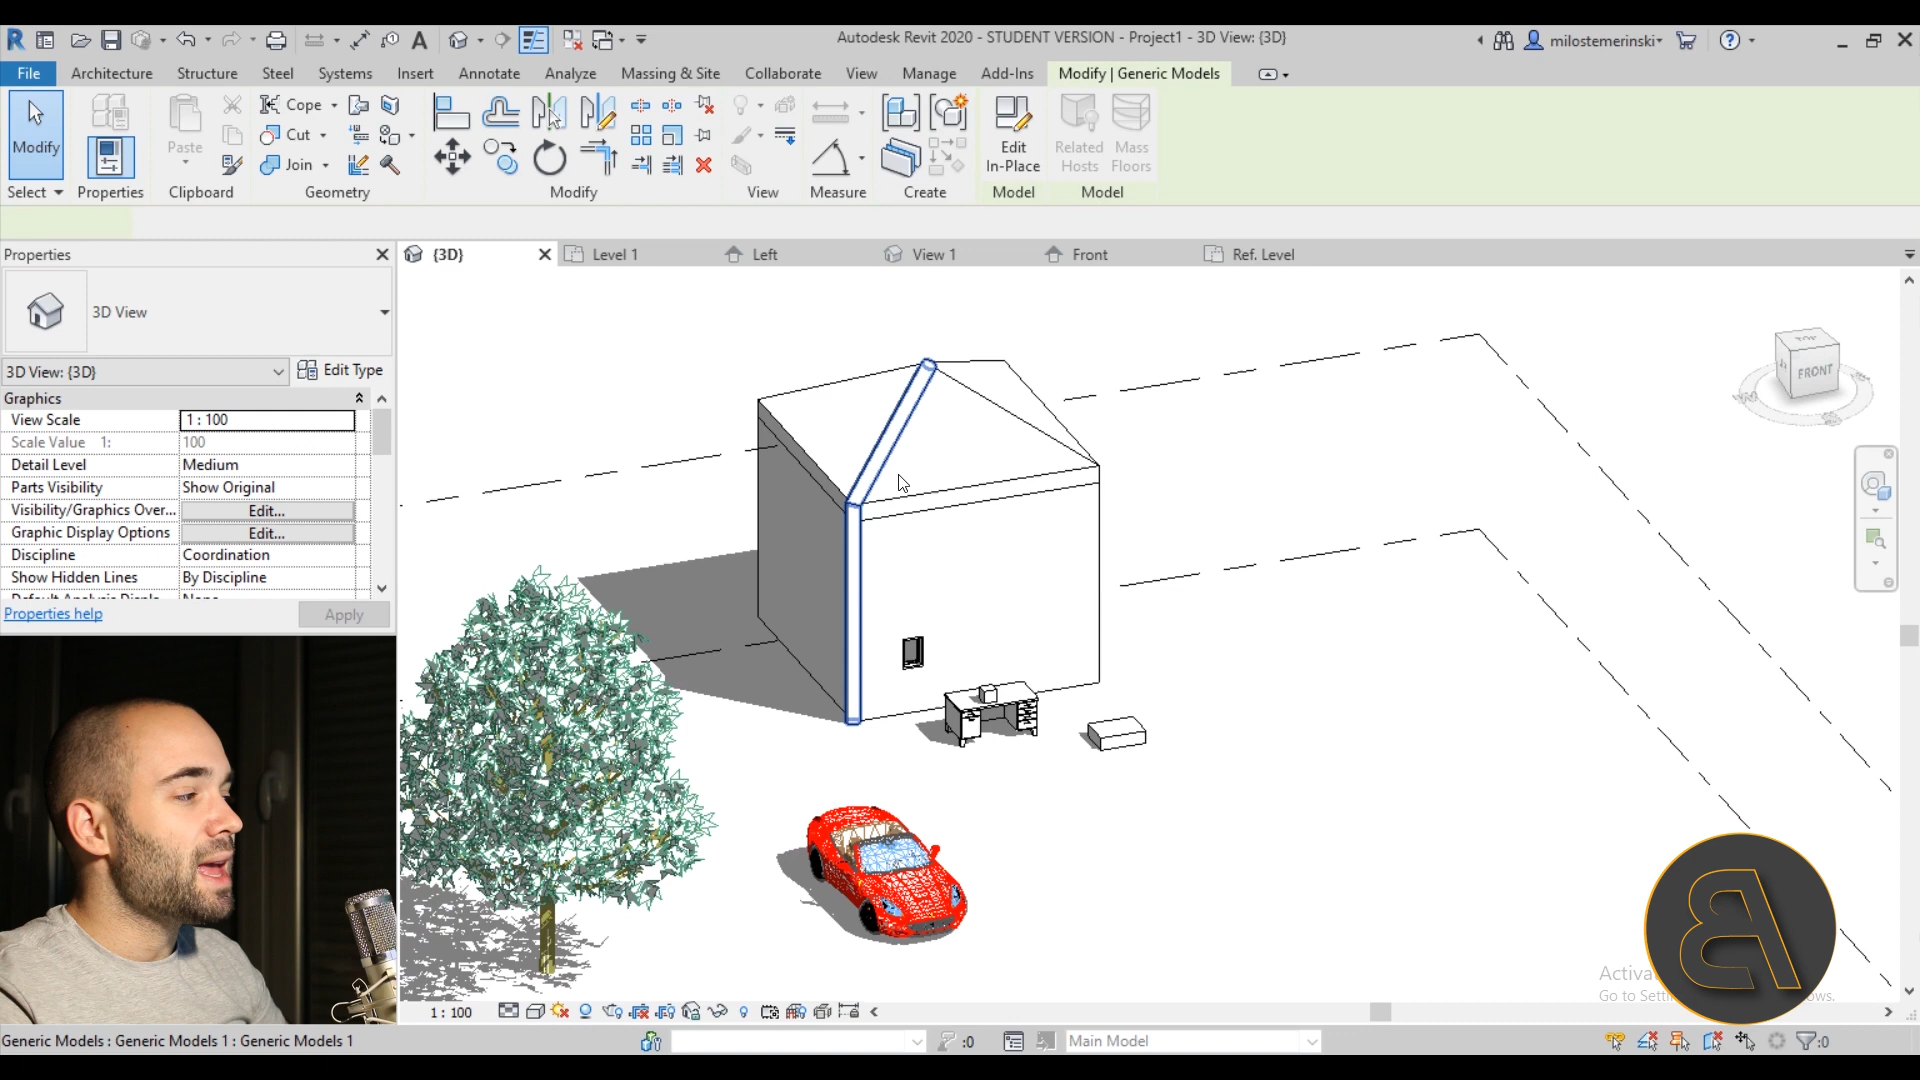 Autodesk Revit 2020 - STUDENT VERSION - Project1 - 3D View: {3D}
milostemerinski
File Architecture Structure Steel Systems Insert Annotate Analyze Massing & Site Collaborate View Manage Add-Ins Modify | Generic Models
Modify
Paste
Cope
Cut
Join
Edit In-Place
Related Hosts
Mass Floors
Select Properties Clipboard Geometry Modify View Measure Create Model Model
Properties
{3D} Level 1 Left View 1 Front Ref. Level
3D View
3D View: {3D} Edit Type
Graphics
View Scale 1 : 100
Scale Value 1: 100
Detail Level Medium
Parts Visibility Show Original
Visibility/Graphics Over... Edit...
Graphic Display Options Edit...
Discipline Coordination
Show Hidden Lines By Discipline
Properties help Apply
TOP
FRONT
Activa
Go to Setti ows.
1 : 100
Generic Models : Generic Models 1 : Generic Models 1
:0
Main Model
:0